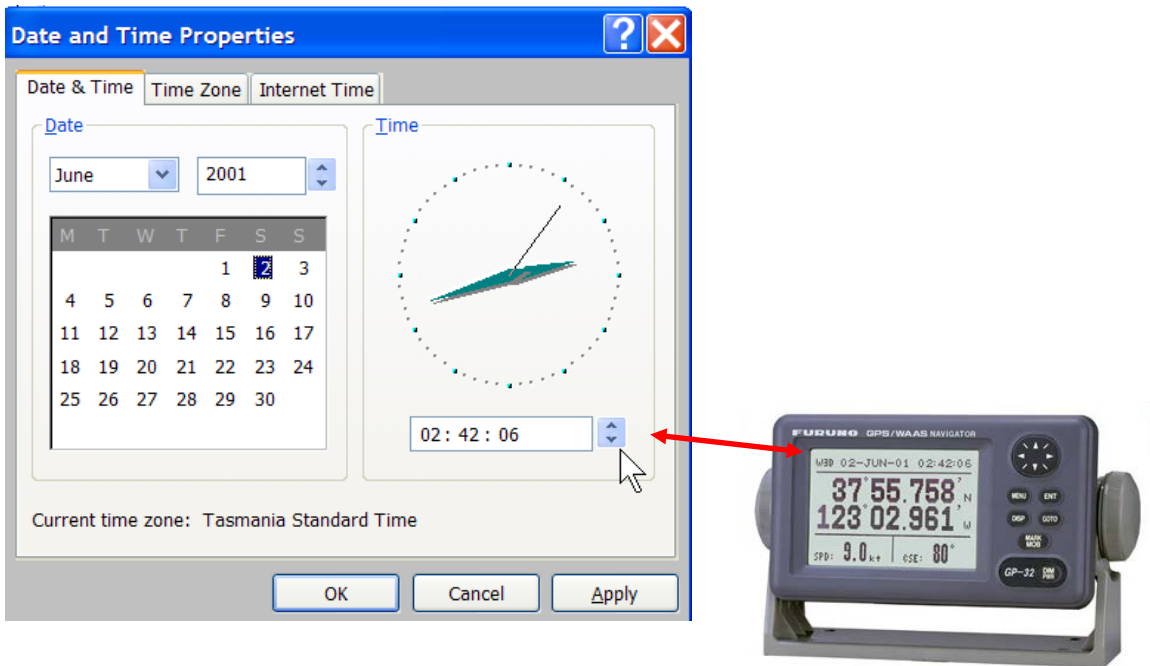 Date and Time Properties
Date & Time Time Zone Internet Time
Date
June 2001
M T W T F S S
1 2 3
4 5 6 7 8 9 10
11 12 13 14 15 16 17
18 19 20 21 22 23 24
25 26 27 28 29 30
Time
02: 42: 06
Current time zone: Tasmania Standard Time
OK Cancel Apply
FURUNO GPS/WAAS NAVIGATOR
W3D 02-JUN-01 02:42:06
37°55.758' N
123°02.961' W
SPD: 9.0kt CSE: 80°
MENU ENT
DISP GOTO
MARK
MOB
GP-32 DIM
PWR